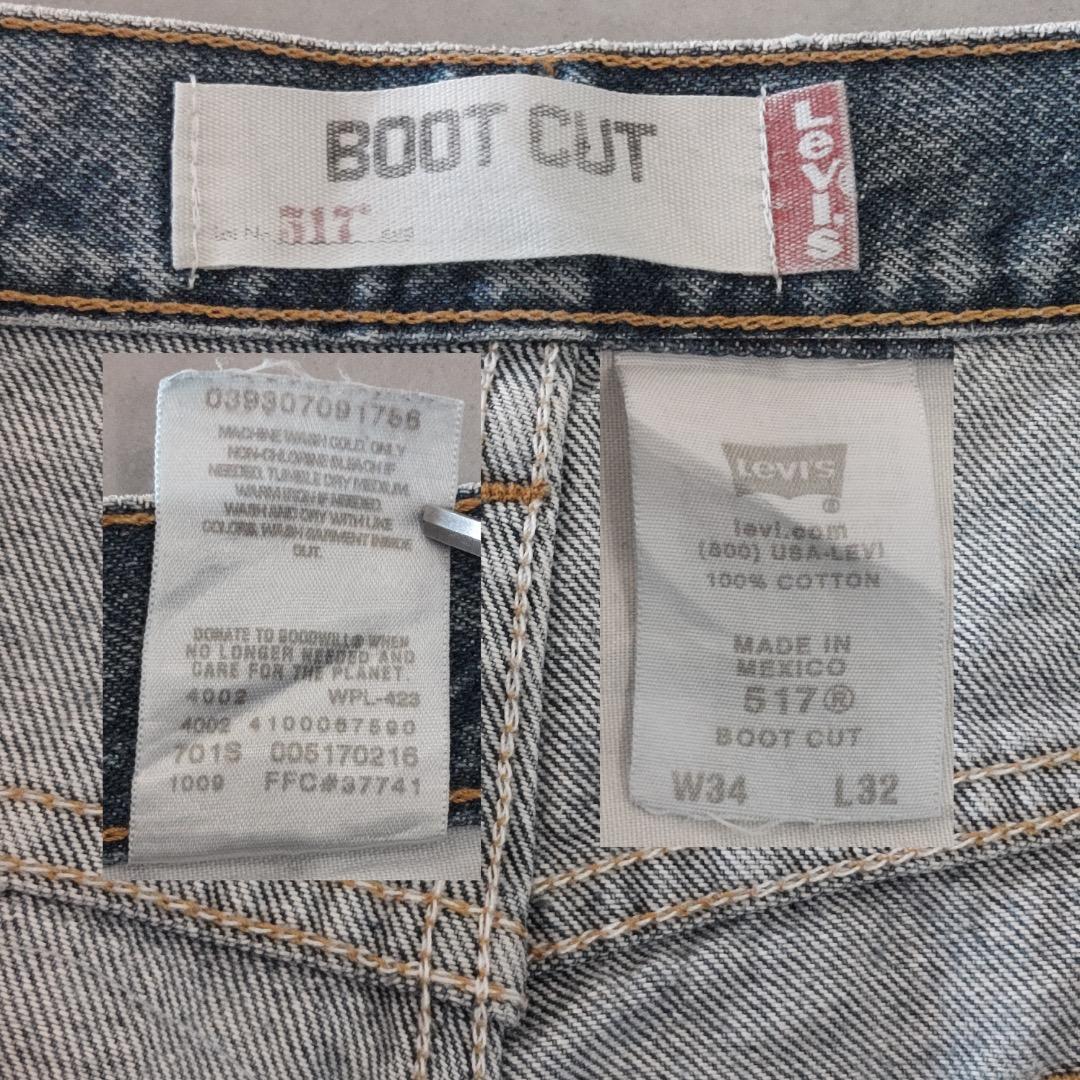 BOOT CUT
Lot No. 517®
LEVI'S
039307091756
MACHINE WASH COLD. ONLY
NON-CHLORINE BLEACH IF
NEEDED. TUMBLE DRY MEDIUM.
WARM IRON IF NEEDED.
WASH AND DRY WITH LIKE
COLORS. WASH GARMENT INSIDE
OUT.
DONATE TO GOODWILL® WHEN
NO LONGER NEEDED AND
CARE FOR THE PLANET.
4002 WPL-423
4002 4100067590
701S 005170216
1009 FFC#37741
LEVI'S
®
levi.com
(800) USA-LEVI
100% COTTON
MADE IN
MEXICO
517®
BOOT CUT
W34 L32